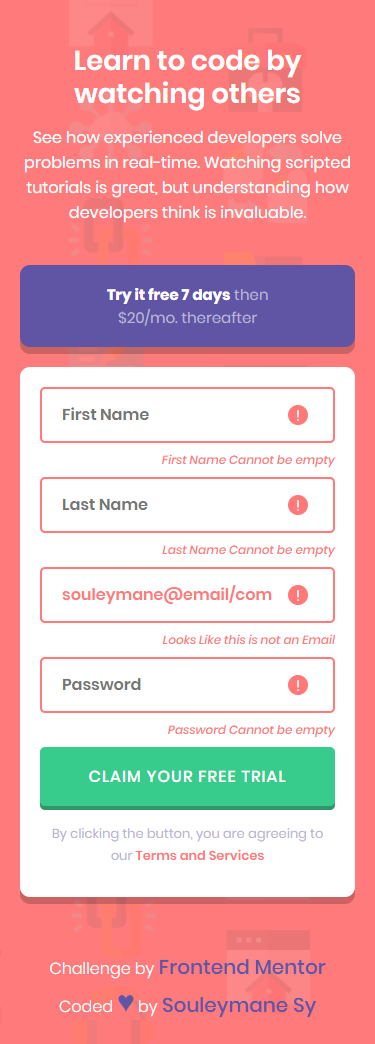 Learn to code by
watching others
See how experienced developers solve
problems in real-time. Watching scripted
tutorials is great, but understanding how
developers think is invaluable.
Try it free 7 days then
$20/mo. thereafter
First Name
First Name Cannot be empty
Last Name
Last Name Cannot be empty
souleymane@email/com
Looks Like this is not an Email
Password
Password Cannot be empty
CLAIM YOUR FREE TRIAL
By clicking the button, you are agreeing to
our Terms and Services
Challenge by Frontend Mentor
Coded ♥ by Souleymane Sy